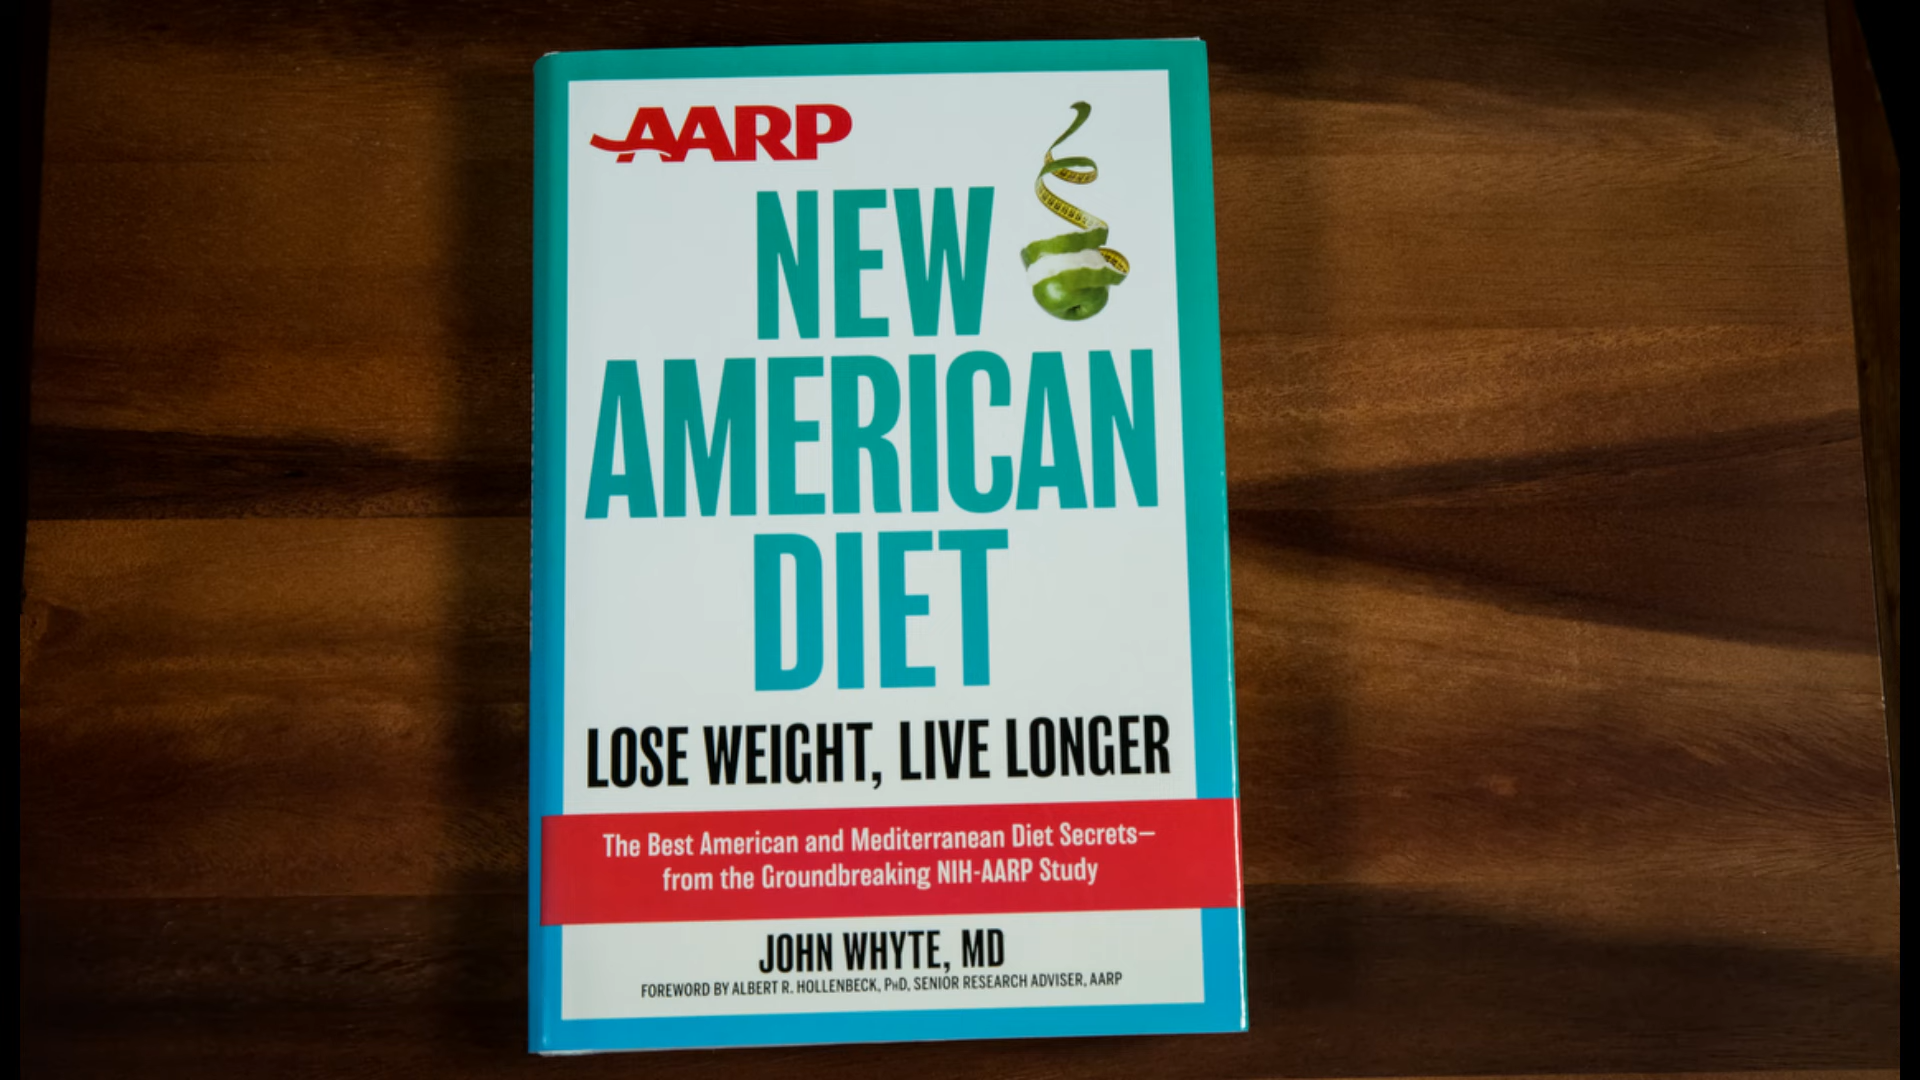 AARP
NEW
AMERICAN
DIET
LOSE WEIGHT, LIVE LONGER
The Best American and Mediterranean Diet Secrets—
from the Groundbreaking NIH-AARP Study
JOHN WHYTE, MD
FOREWORD BY ALBERT R. HOLLENBECK, PHD, SENIOR RESEARCH ADVISER, AARP